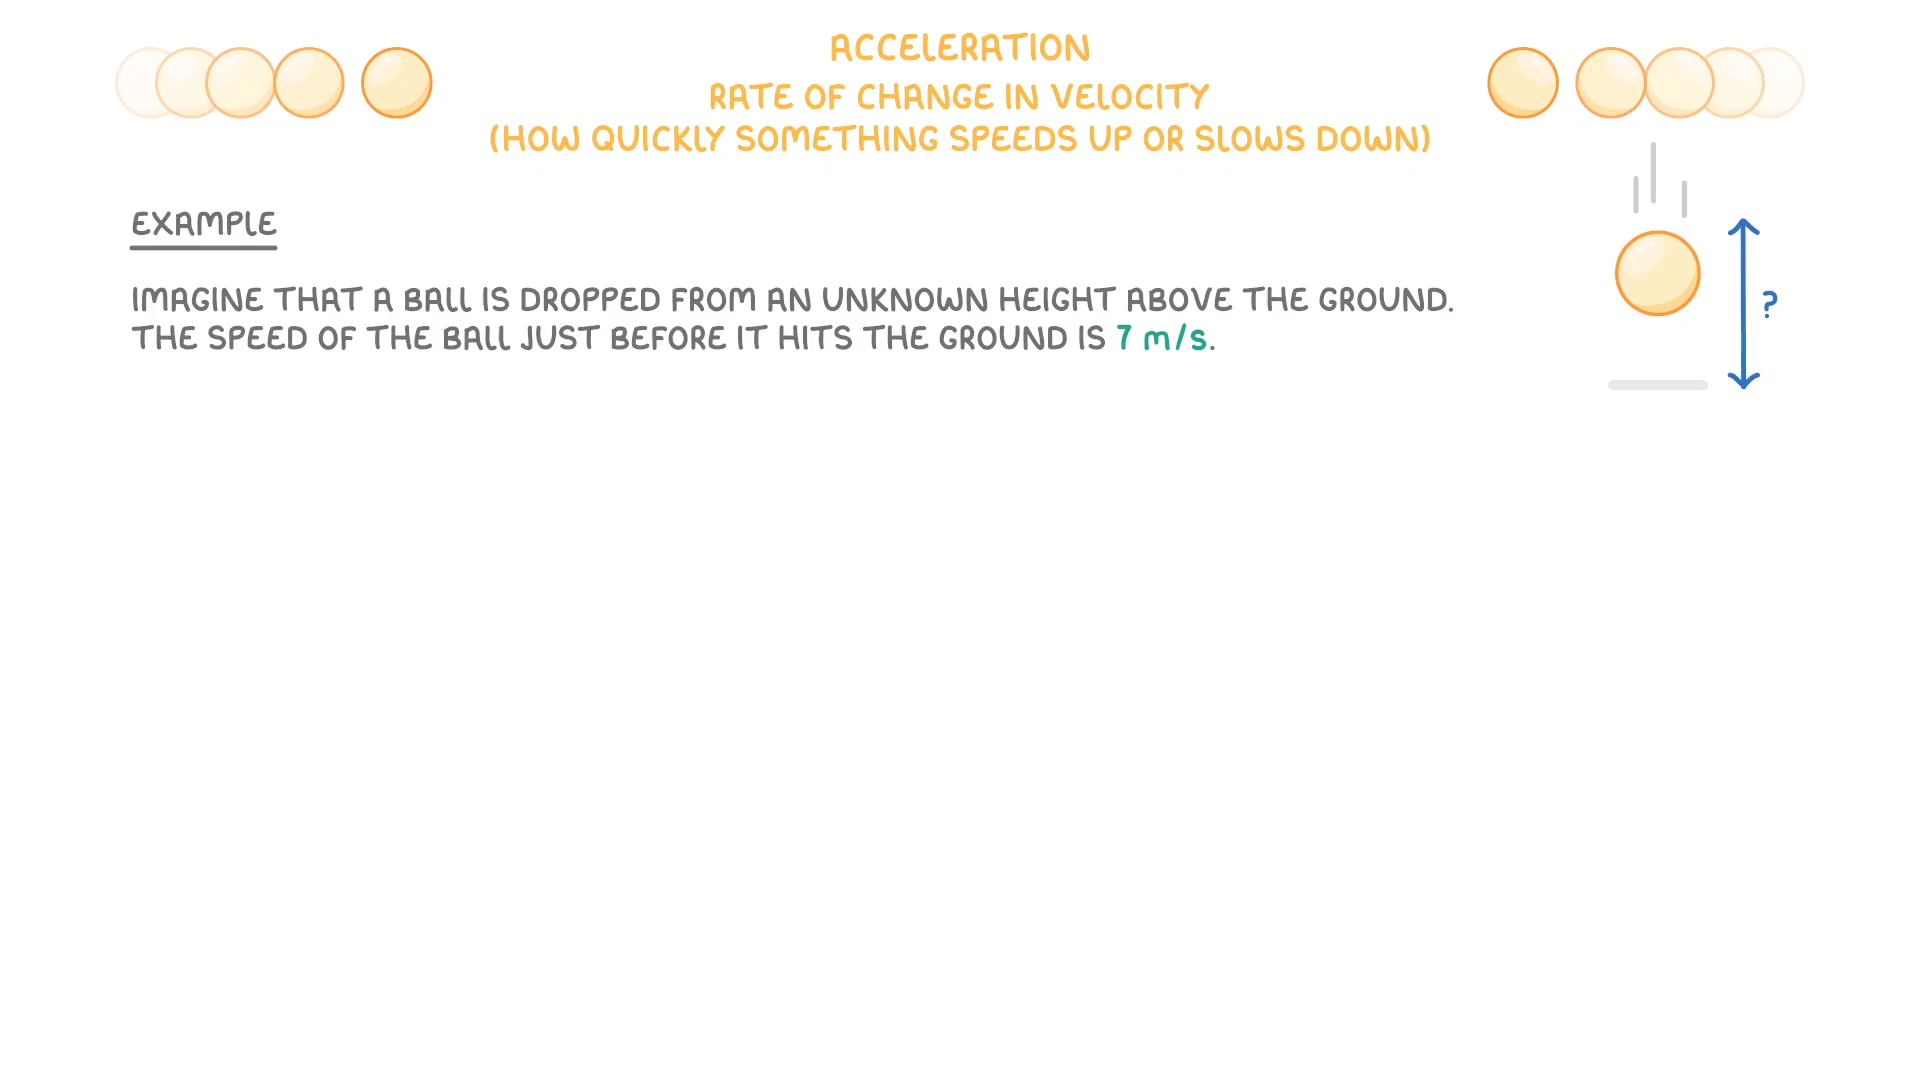 ACCELERATION
RATE OF CHANGE IN VELOCITY
(HOW QUICKLY SOMETHING SPEEDS UP OR SLOWS DOWN)
EXAMPLE
IMAGINE THAT A BALL IS DROPPED FROM AN UNKNOWN HEIGHT ABOVE THE GROUND.
THE SPEED OF THE BALL JUST BEFORE IT HITS THE GROUND IS 7 m/s.
?